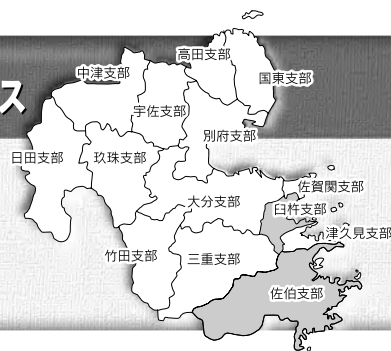 高田支部
中津支部
国東支部
ス
宇佐支部
別府支部
日田支部
玖珠支部
佐賀関支部
大分支部
臼杵支部
津久見支部
竹田支部
三重支部
佐伯支部